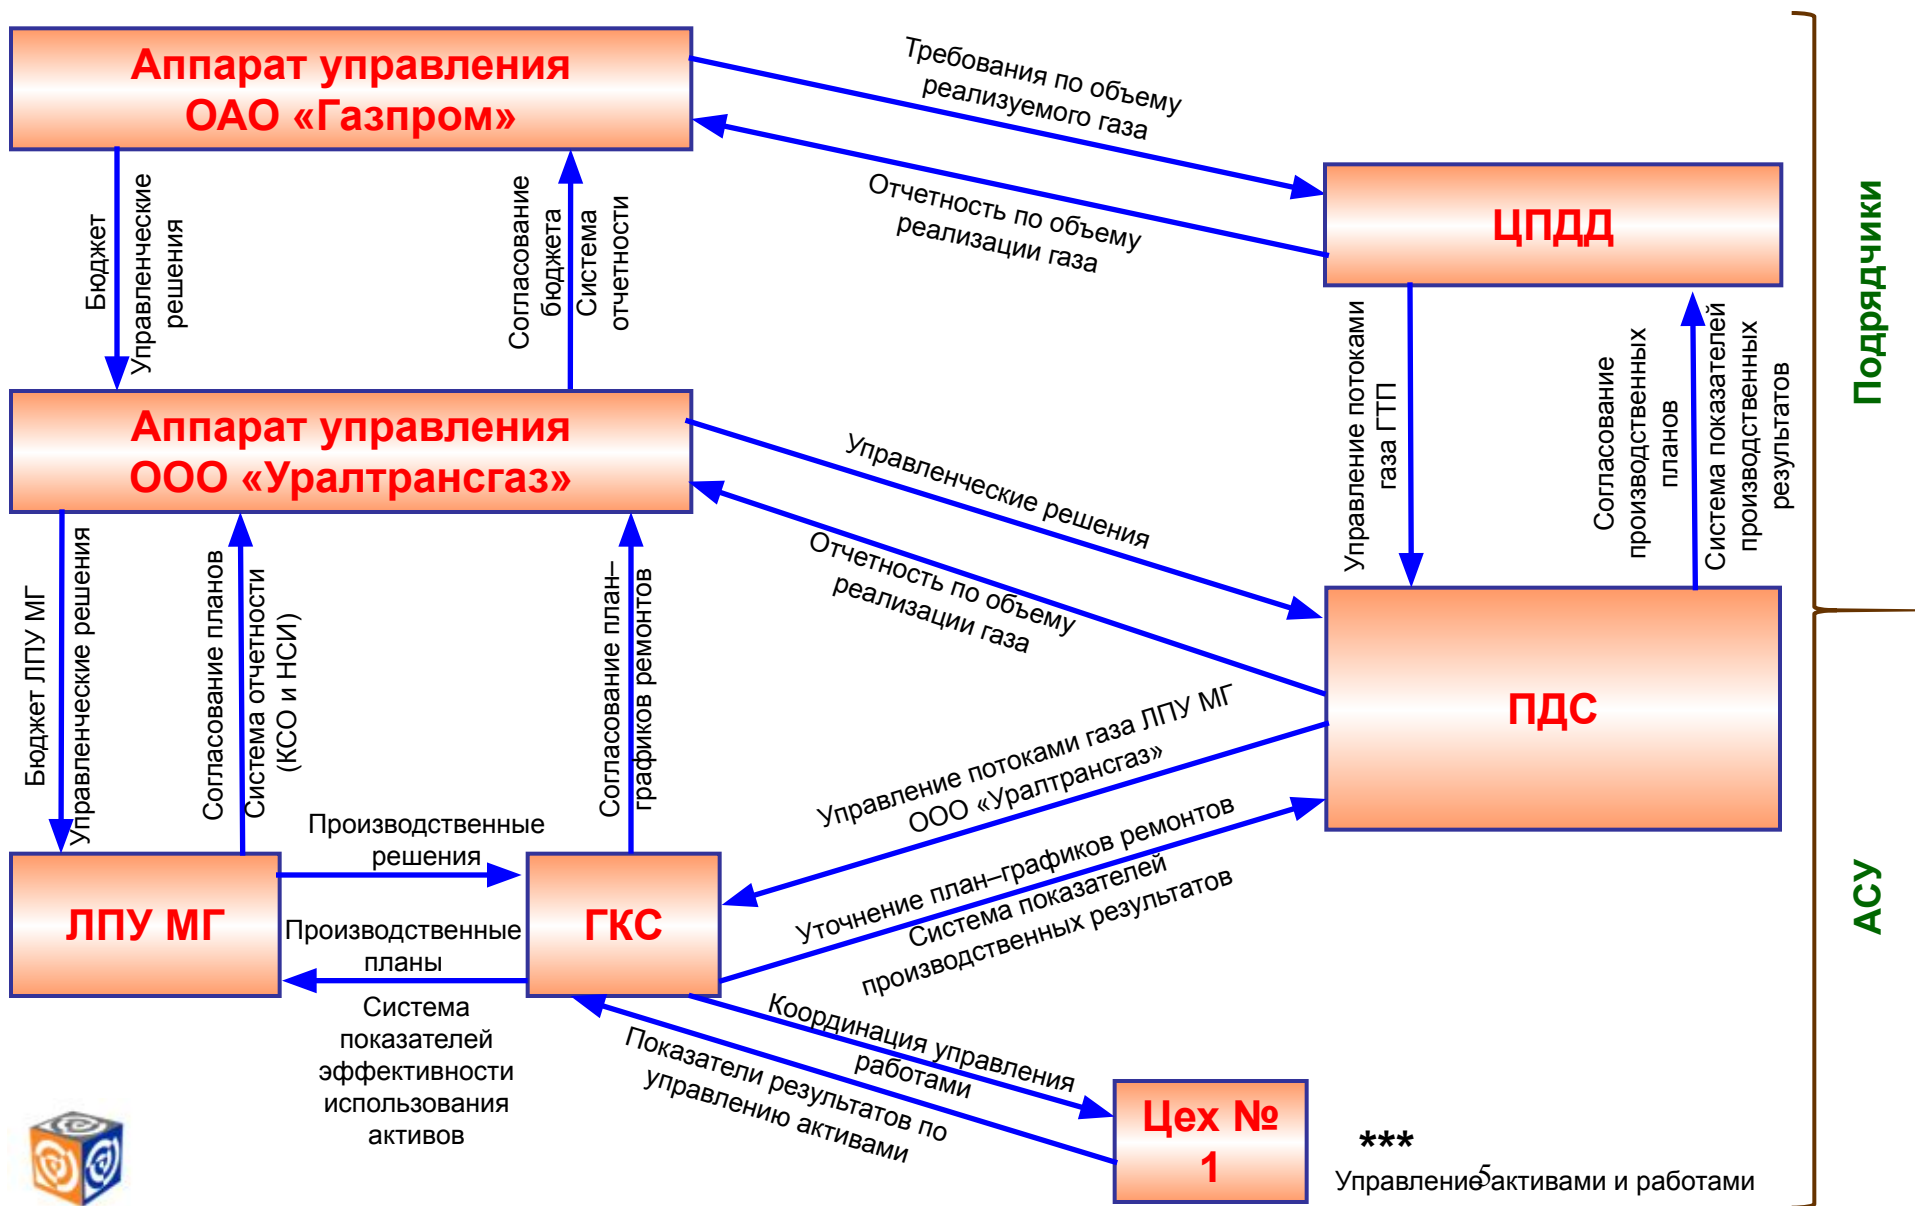 Аппарат управления
ОАО «Газпром»
Требования по объему
реализуемого газа
Отчетность по объему
реализации газа
ЦПДД
Подрядчики
Бюджет
Управленческие
решения
Согласование
бюджета
Система
отчетности
Управление потоками
газа ГТП
Согласование
производственных
планов
Система показателей
производственных
результатов
Аппарат управления
ООО «Уралтрансгаз»
Управленческие решения
Отчетность по объему
реализации газа
ПДС
Бюджет ЛПУ МГ
Управленческие решения
Согласование планов
Система отчетности
(КСО и НСИ)
Согласование план–
графиков ремонтов
Управление потоками газа ЛПУ МГ
ООО «Уралтрансгаз»
Уточнение план–графиков ремонтов
Система показателей
производственных результатов
АСУ
Производственные
решения
ЛПУ МГ
ГКС
Производственные
планы
Система
показателей
эффективности
использования
активов
Координация управления
работами
Показатели результатов по
управлению активами
Цех №
1
***
Управление активами и работами
5